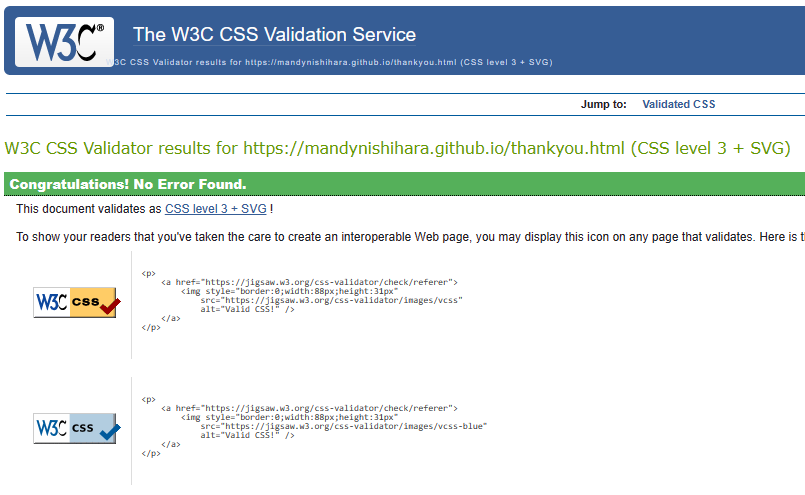 W3C®
The W3C CSS Validation Service
W3C CSS Validator results for https://mandynishihara.github.io/thankyou.html (CSS level 3 + SVG)
Jump to: Validated CSS
W3C CSS Validator results for https://mandynishihara.github.io/thankyou.html (CSS level 3 + SVG)
Congratulations! No Error Found.
This document validates as CSS level 3 + SVG !
To show your readers that you've taken the care to create an interoperable Web page, you may display this icon on any page that validates. Here is
W3C CSS
<p>
<a href="https://jigsaw.w3.org/css-validator/check/referer">
<img style="border:0;width:88px;height:31px"
src="https://jigsaw.w3.org/css-validator/images/vcss"
alt="Valid CSS!" />
</a>
</p>
W3C CSS
<p>
<a href="https://jigsaw.w3.org/css-validator/check/referer">
<img style="border:0;width:88px;height:31px"
src="https://jigsaw.w3.org/css-validator/images/vcss-blue"
alt="Valid CSS!" />
</a>
</p>